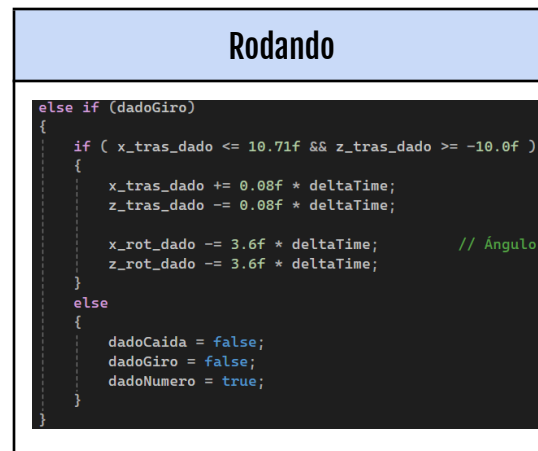 Rodando
else if (dadoGiro)
{
if ( x_tras_dado <= 10.71f && z_tras_dado >= -10.0f )
{
x_tras_dado += 0.08f * deltaTime;
z_tras_dado -= 0.08f * deltaTime;
x_rot_dado -= 3.6f * deltaTime; // Ángulo
z_rot_dado -= 3.6f * deltaTime;
}
else
{
dadoCaida = false;
dadoGiro = false;
dadoNumero = true;
}
}